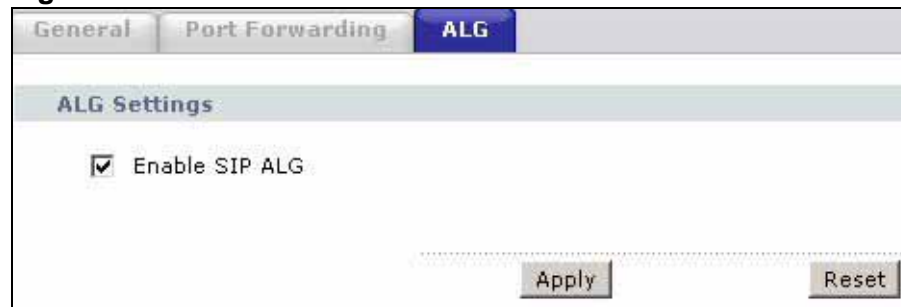 General Port Forwarding ALG
ALG Settings
Enable SIP ALG
Apply Reset